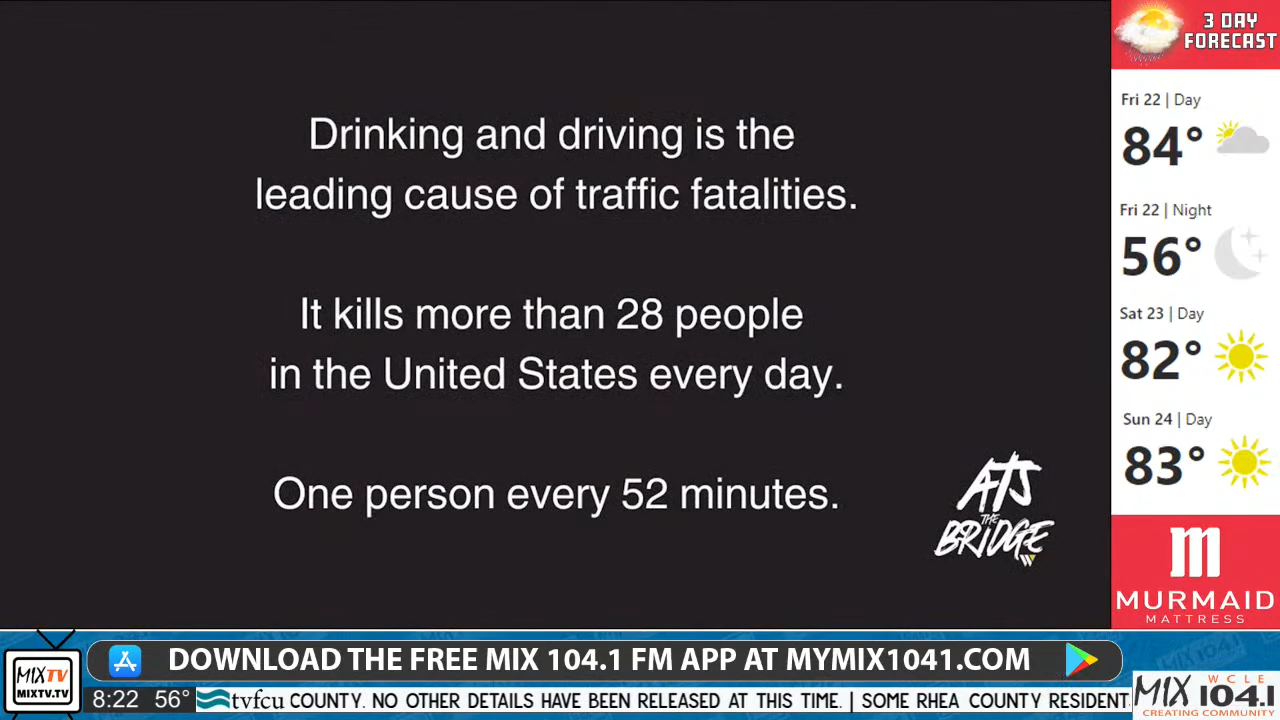 Drinking and driving is the
leading cause of traffic fatalities.
It kills more than 28 people
in the United States every day.
One person every 52 minutes.
ATS
THE
BRIDGE
3 DAY
FORECAST
Fri 22 | Day
84°
Fri 22 | Night
56°
Sat 23 | Day
82°
Sun 24 | Day
83°
m
MURMAID
MATTRESS
DOWNLOAD THE FREE MIX 104.1 FM APP AT MYMIX1041.COM
MIXTV
MIXTV.TV
8:22 56° tvfcu COUNTY. NO OTHER DETAILS HAVE BEEN RELEASED AT THIS TIME. | SOME RHEA COUNTY RESIDENT
WCLE
MIX 104.1
CREATING COMMUNITY